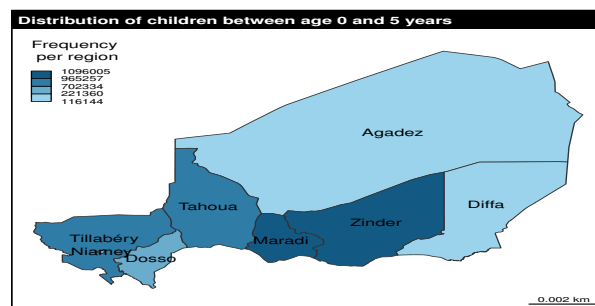 Distribution of children between age 0 and 5 years
Frequency
per region
1096005
965257
702334
221360
116144
Agadez
Tahoua
Zinder
Diffa
Maradi
Tillabéry
Niamey
Dosso
0.002 km